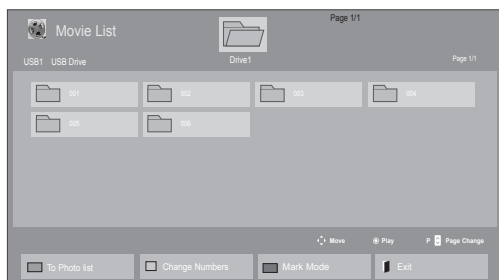 Page 1/1
Movie List
Drive1
USB1 USB Drive
Page 1/1
001 002 003 004
005 006
Move Play P Page Change
To Photo list Change Numbers Mark Mode Exit